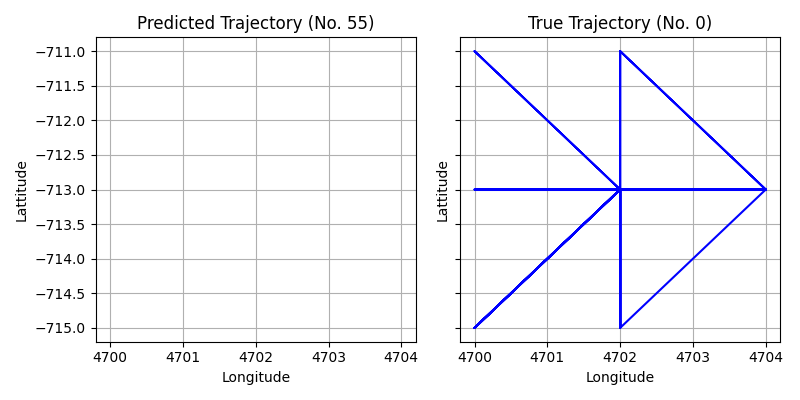 Predicted Trajectory (No. 55)
−711.0
−711.5
−712.0
−712.5
−713.0
−713.5
−714.0
−714.5
−715.0
Lattitude
4700 4701 4702 4703 4704
Longitude
True Trajectory (No. 0)
Lattitude
4700 4701 4702 4703 4704
Longitude